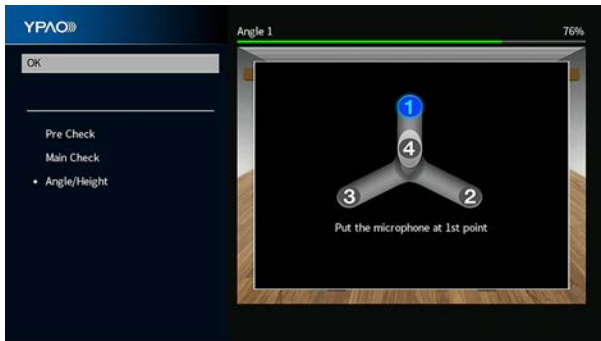 YPAO
Angle 1
76%
OK
Pre Check
Main Check
• Angle/Height
1
4
3
2
Put the microphone at 1st point